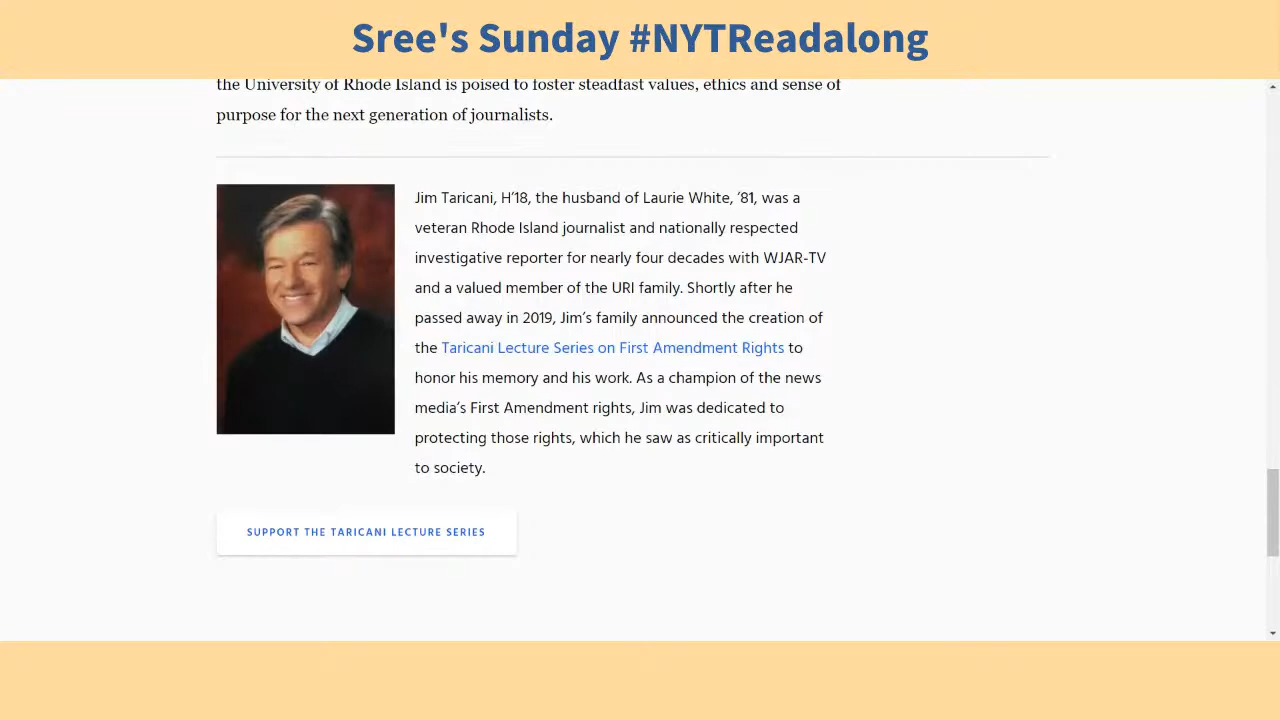 Sree's Sunday #NYTReadalong
the University of Rhode Island is poised to foster steadfast values, ethics and sense of
purpose for the next generation of journalists.
Jim Taricani, H’18, the husband of Laurie White, ’81, was a
veteran Rhode Island journalist and nationally respected
investigative reporter for nearly four decades with WJAR-TV
and a valued member of the URI family. Shortly after he
passed away in 2019, Jim’s family announced the creation of
the Taricani Lecture Series on First Amendment Rights to
honor his memory and his work. As a champion of the news
media’s First Amendment rights, Jim was dedicated to
protecting those rights, which he saw as critically important
to society.
SUPPORT THE TARICANI LECTURE SERIES